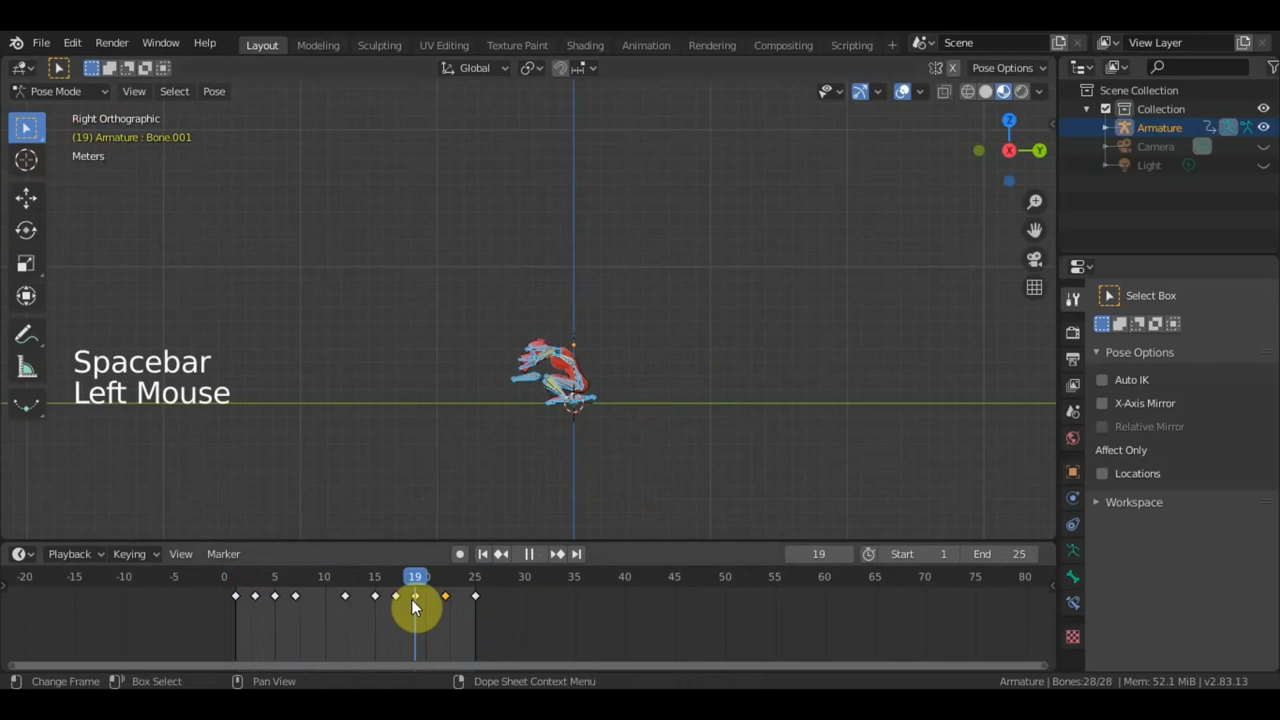 File Edit Render Window Help Layout Modeling Sculpting UV Editing Texture Paint Shading Animation Rendering Compositing Scripting + Scene View Layer
Global Pose Options
Pose Mode View Select Pose
Right Orthographic
(19) Armature : Bone.001
Meters
Z
X
Y
Scene Collection
Collection
Armature
Camera
Light
Select Box
Pose Options
Auto IK
X-Axis Mirror
Relative Mirror
Affect Only
Locations
Workspace
Spacebar
Left Mouse
Playback Keying View Marker 19 Start 1 End 25
-20 -15 -10 -5 0 5 10 15 19 25 30 35 40 45 50 55 60 65 70 75 80
Change Frame Box Select Pan View Dope Sheet Context Menu Armature | Bones:28/28 | Mem: 52.1 MiB | v2.83.13